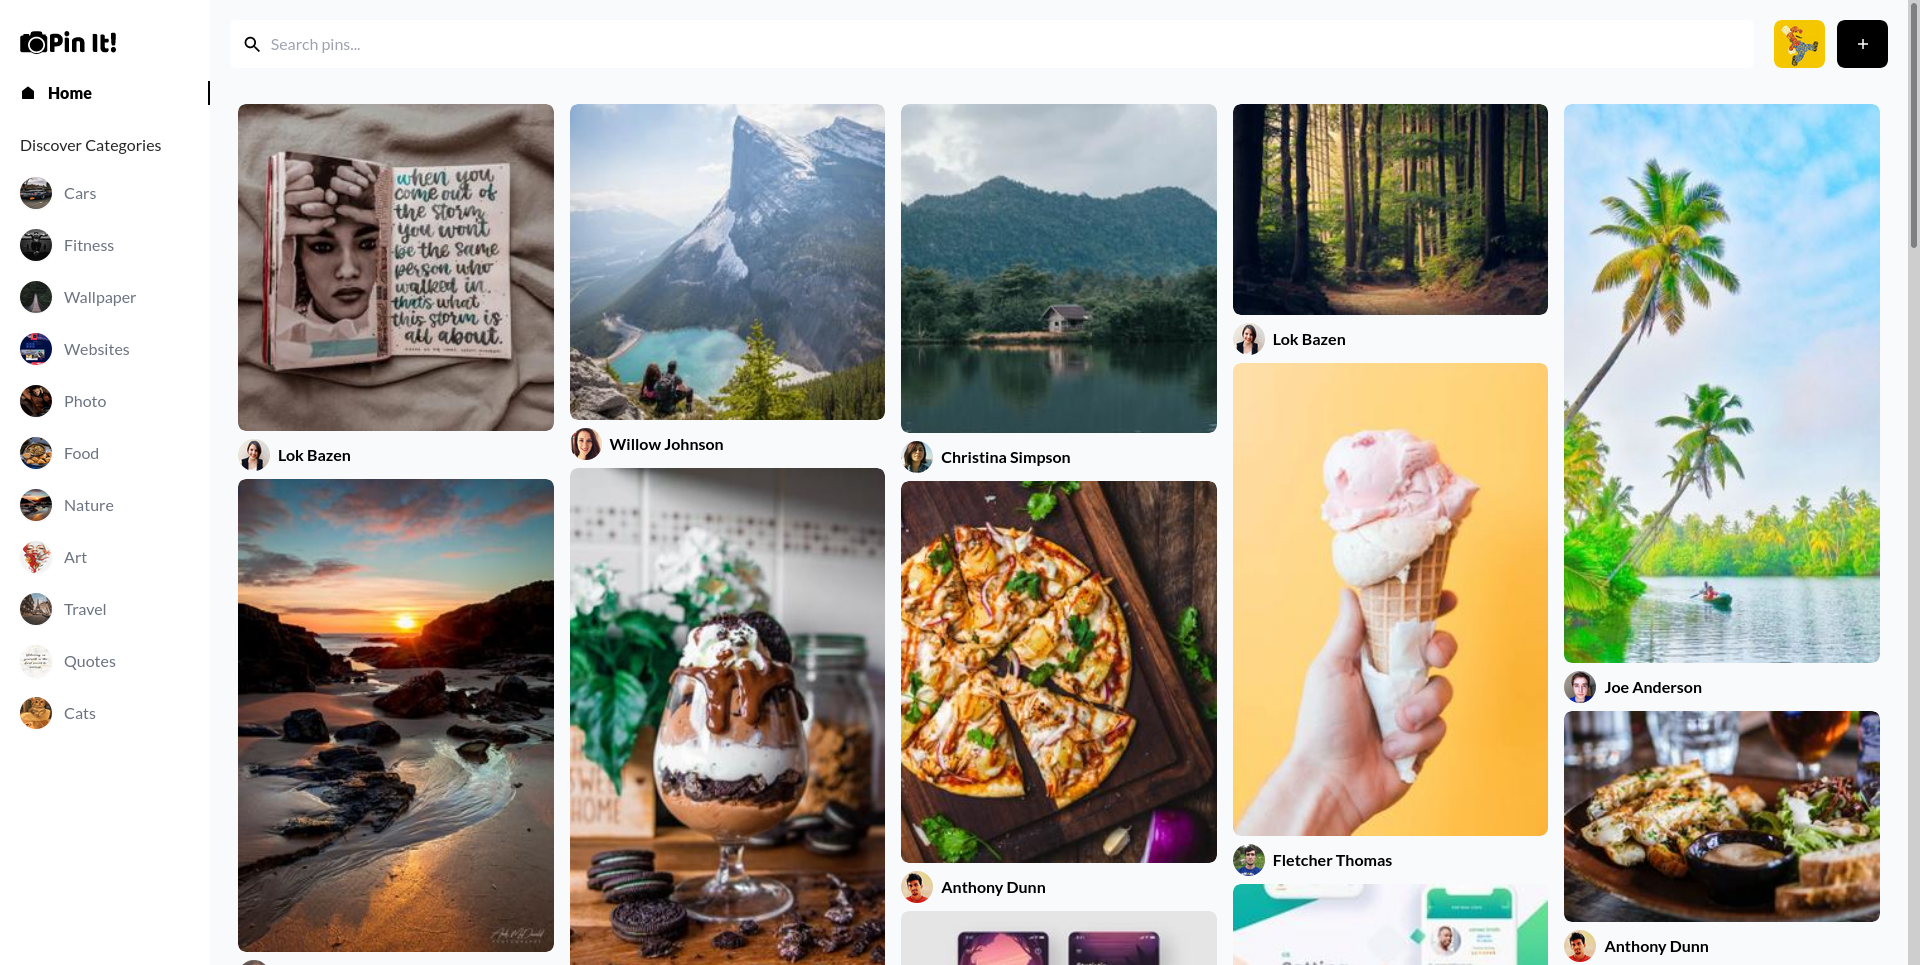 Pin It!
Search pins...
+
Home
Discover Categories
Cars
Fitness
Wallpaper
Websites
Photo
Food
Nature
Art
Travel
Quotes
Cats
when you
come out of
the storm,
you wont
be the same
person who
walked in.
that's what
this storm is
all about.
Lok Bazen
Willow Johnson
Christina Simpson
Lok Bazen
HOME
Anthony Dunn
Fletcher Thomas
Joe Anderson
Anthony Dunn